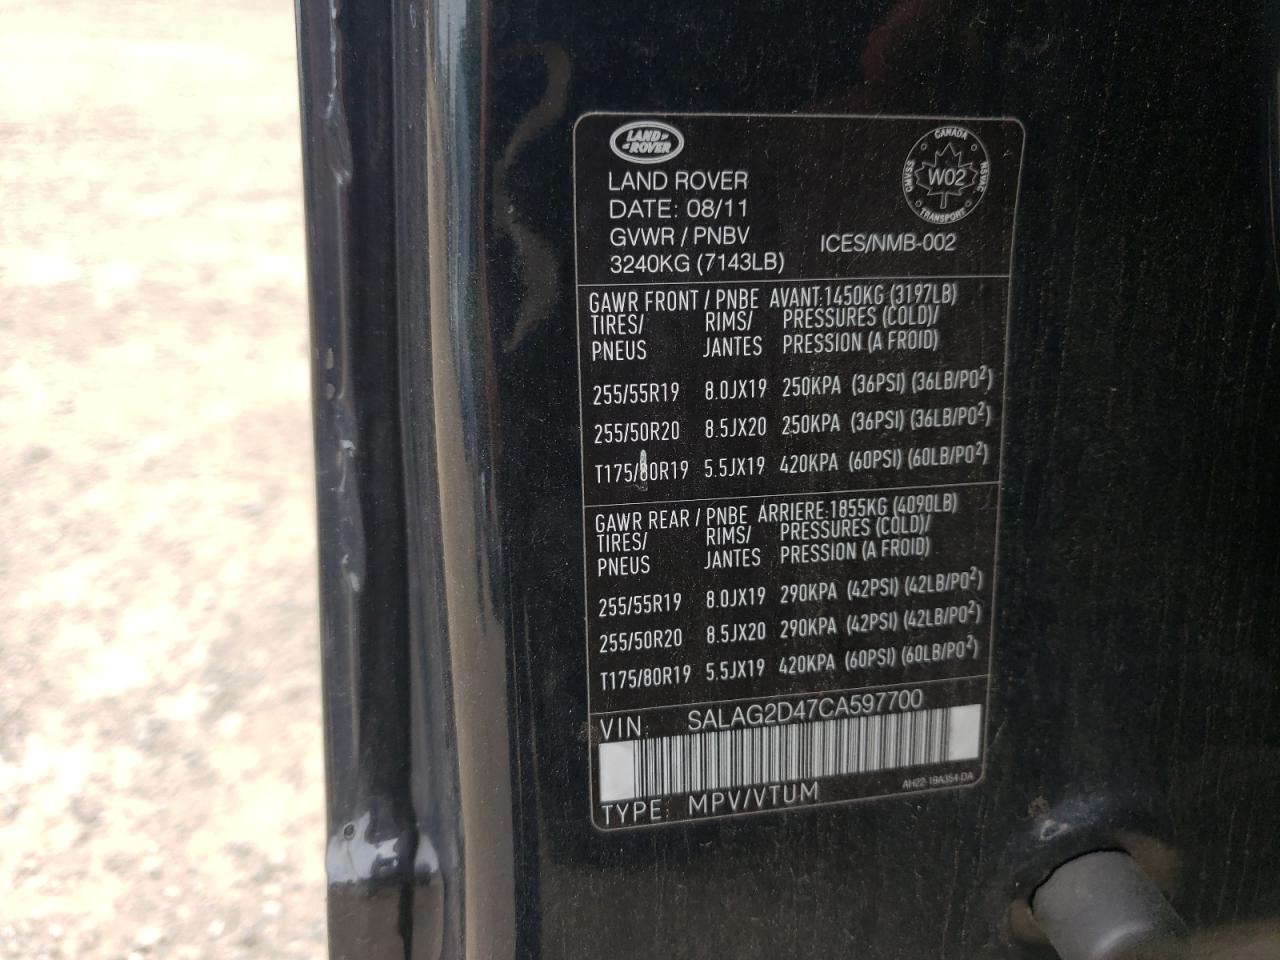 LAND-
ROVER
LAND ROVER
DATE: 08/11
GVWR / PNBV
3240KG (7143LB)
CANADA
CMVSS
NSVAC
W02
TRANSPORT
ICES/NMB-002
GAWR FRONT / PNBE AVANT:1450KG (3197LB)
TIRES/ RIMS/ PRESSURES (COLD)/
PNEUS JANTES PRESSION (A FROID)
255/55R19 8.0JX19 250KPA (36PSI) (36LB/PO²)
255/50R20 8.5JX20 250KPA (36PSI) (36LB/PO²)
T175/80R19 5.5JX19 420KPA (60PSI) (60LB/PO²)
GAWR REAR / PNBE ARRIERE:1855KG (4090LB)
TIRES/ RIMS/ PRESSURES (COLD)/
PNEUS JANTES PRESSION (A FROID)
255/55R19 8.0JX19 290KPA (42PSI) (42LB/PO²)
255/50R20 8.5JX20 290KPA (42PSI) (42LB/PO²)
T175/80R19 5.5JX19 420KPA (60PSI) (60LB/PO²)
VIN: SALAG2D47CA597700
TYPE: MPV/VTUM
AH22-19A354-DA